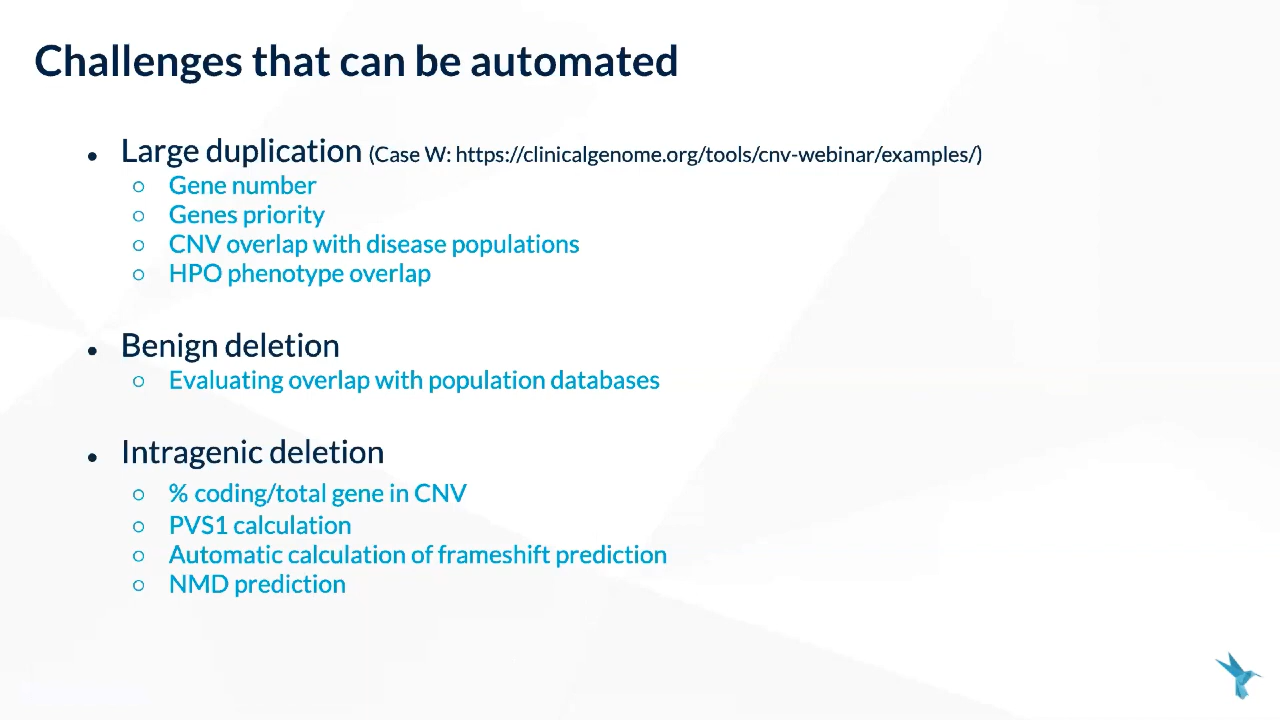 Challenges that can be automated
• Large duplication (Case W: https://clinicalgenome.org/tools/cnv-webinar/examples/)
○ Gene number
○ Genes priority
○ CNV overlap with disease populations
○ HPO phenotype overlap
• Benign deletion
○ Evaluating overlap with population databases
• Intragenic deletion
○ % coding/total gene in CNV
○ PVS1 calculation
○ Automatic calculation of frameshift prediction
○ NMD prediction